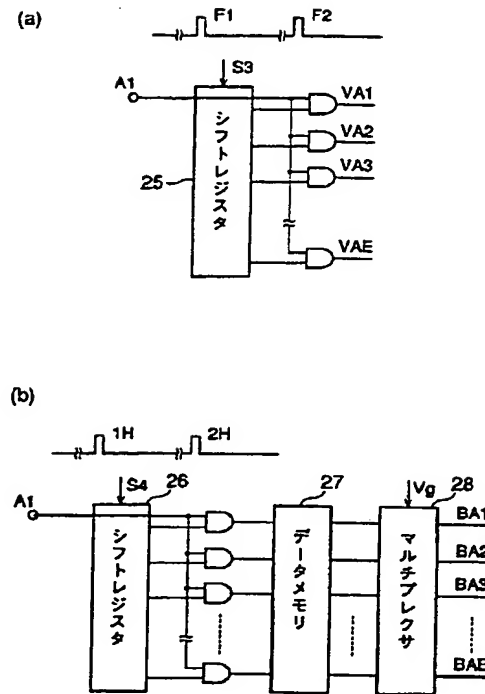 (a)
F1
F2
S3
A1
シフトレジスタ
25
VA1
VA2
VA3
VAE
(b)
1H
2H
A1
S4
26
シフトレジスタ
27
データメモリ
Vg
28
マルチプレクサ
BA1
BA2
BA3
BAE